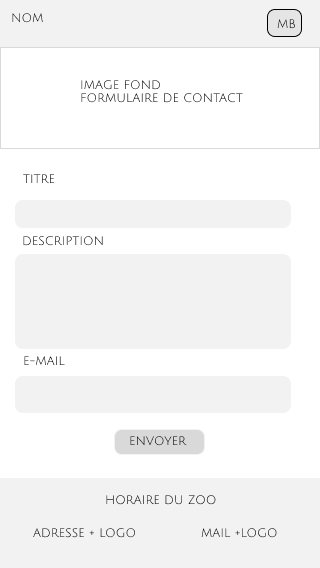 NOM
MB
IMAGE FOND
FORMULAIRE DE CONTACT
TITRE
DESCRIPTION
E-MAIL
ENVOYER
HORAIRE DU ZOO
ADRESSE + LOGO
MAIL +LOGO